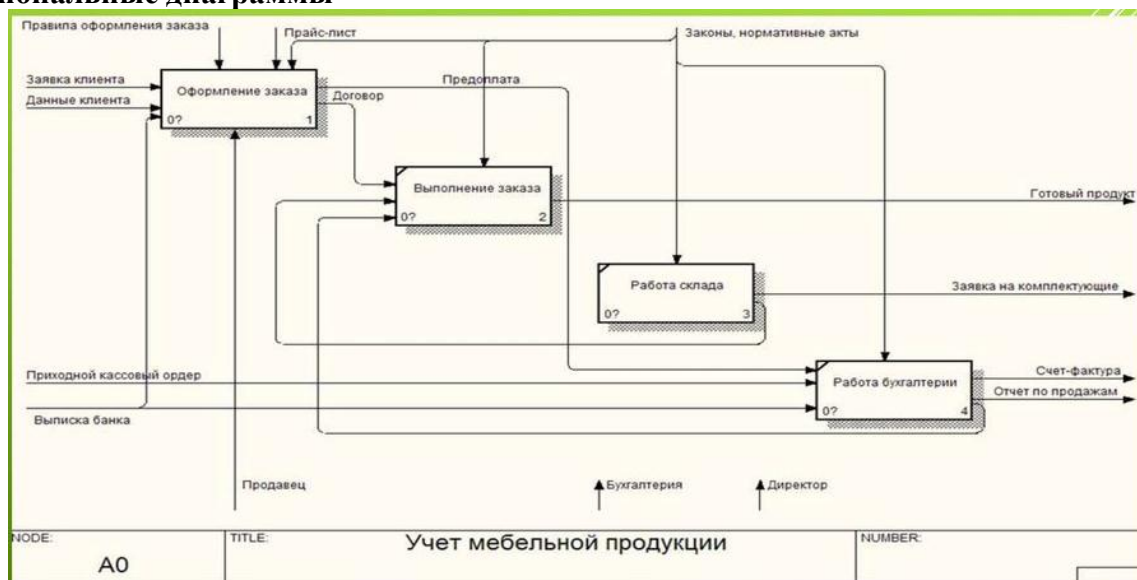 Правила оформления заказа
Прайс-лист
Законы, нормативные акты
Заявка клиента
Данные клиента
Оформление заказа
0? 1
Предоплата
Договор
Выполнение заказа
0? 2
Готовый продукт
Работа склада
0? 3
Заявка на комплектующие
Приходной кассовый ордер
Выписка банка
Работа бухгалтерии
0? 4
Счет-фактура
Отчет по продажам
Продавец
Бухгалтерия
Директор
NODE: TITLE: NUMBER:
A0 Учет мебельной продукции